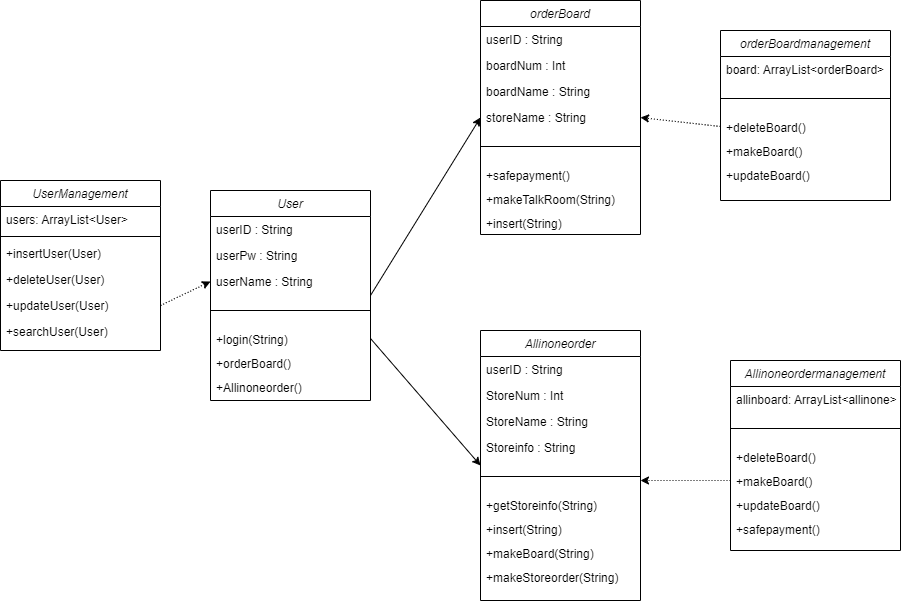 orderBoard
userID : String
boardNum : Int
boardName : String
storeName : String
+safepayment()
+makeTalkRoom(String)
+insert(String)
orderBoardmanagement
board: ArrayList<orderBoard>
+deleteBoard()
+makeBoard()
+updateBoard()
UserManagement
users: ArrayList<User>
+insertUser(User)
+deleteUser(User)
+updateUser(User)
+searchUser(User)
User
userID : String
userPw : String
userName : String
+login(String)
+orderBoard()
+Allinoneorder()
Allinoneorder
userID : String
StoreNum : Int
StoreName : String
Storeinfo : String
+getStoreinfo(String)
+insert(String)
+makeBoard(String)
+makeStoreorder(String)
Allinoneordermanagement
allinboard: ArrayList<allinone>
+deleteBoard()
+makeBoard()
+updateBoard()
+safepayment()